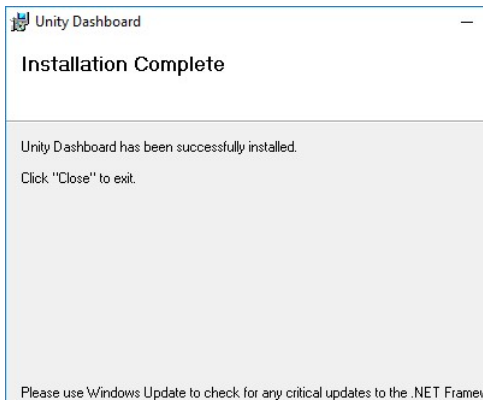 Unity Dashboard
Installation Complete
Unity Dashboard has been successfully installed.
Click "Close" to exit.
Please use Windows Update to check for any critical updates to the .NET